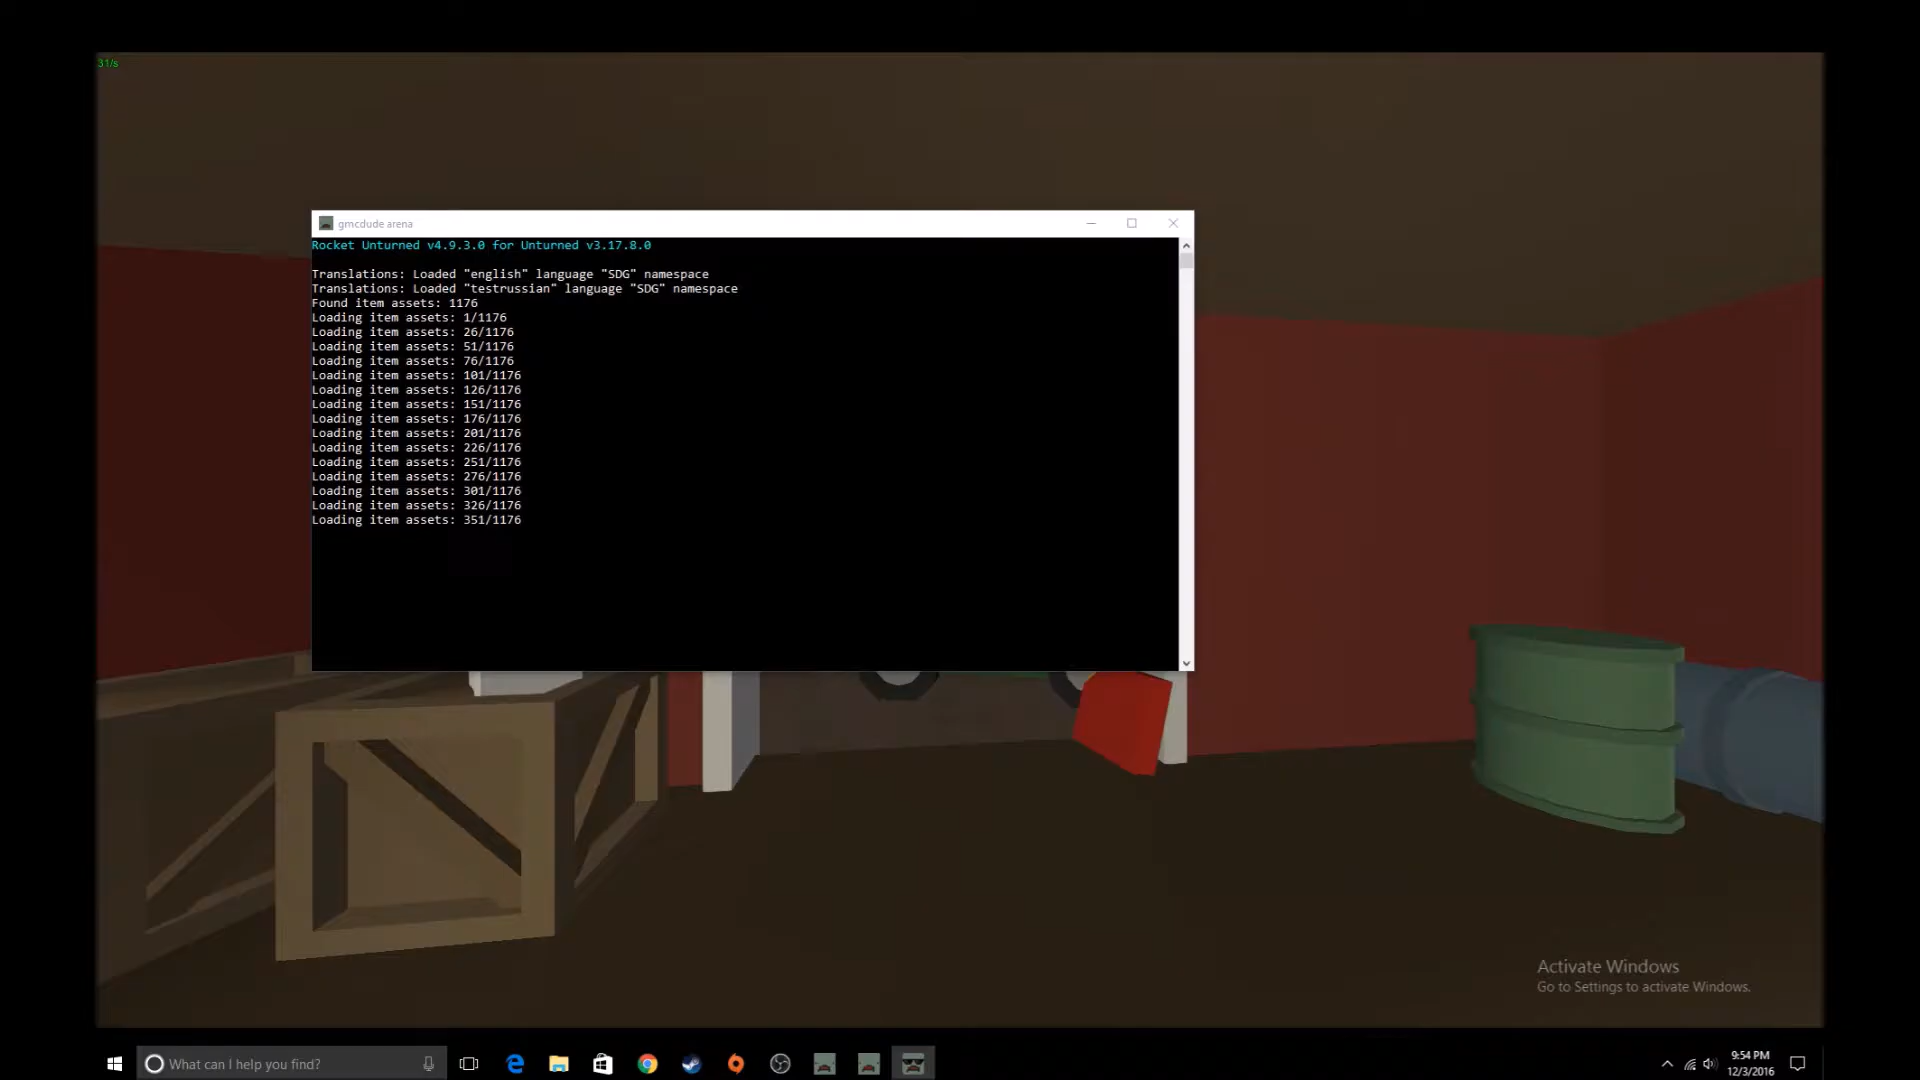 31/s
gmcdude arena
Rocket Unturned v4.9.3.0 for Unturned v3.17.8.0
Translations: Loaded "english" language "SDG" namespace
Translations: Loaded "testrussian" language "SDG" namespace
Found item assets: 1176
Loading item assets: 1/1176
Loading item assets: 26/1176
Loading item assets: 51/1176
Loading item assets: 76/1176
Loading item assets: 101/1176
Loading item assets: 126/1176
Loading item assets: 151/1176
Loading item assets: 176/1176
Loading item assets: 201/1176
Loading item assets: 226/1176
Loading item assets: 251/1176
Loading item assets: 276/1176
Loading item assets: 301/1176
Loading item assets: 326/1176
Loading item assets: 351/1176
Activate Windows
Go to Settings to activate Windows.
What can I help you find?
9:54 PM
12/3/2016